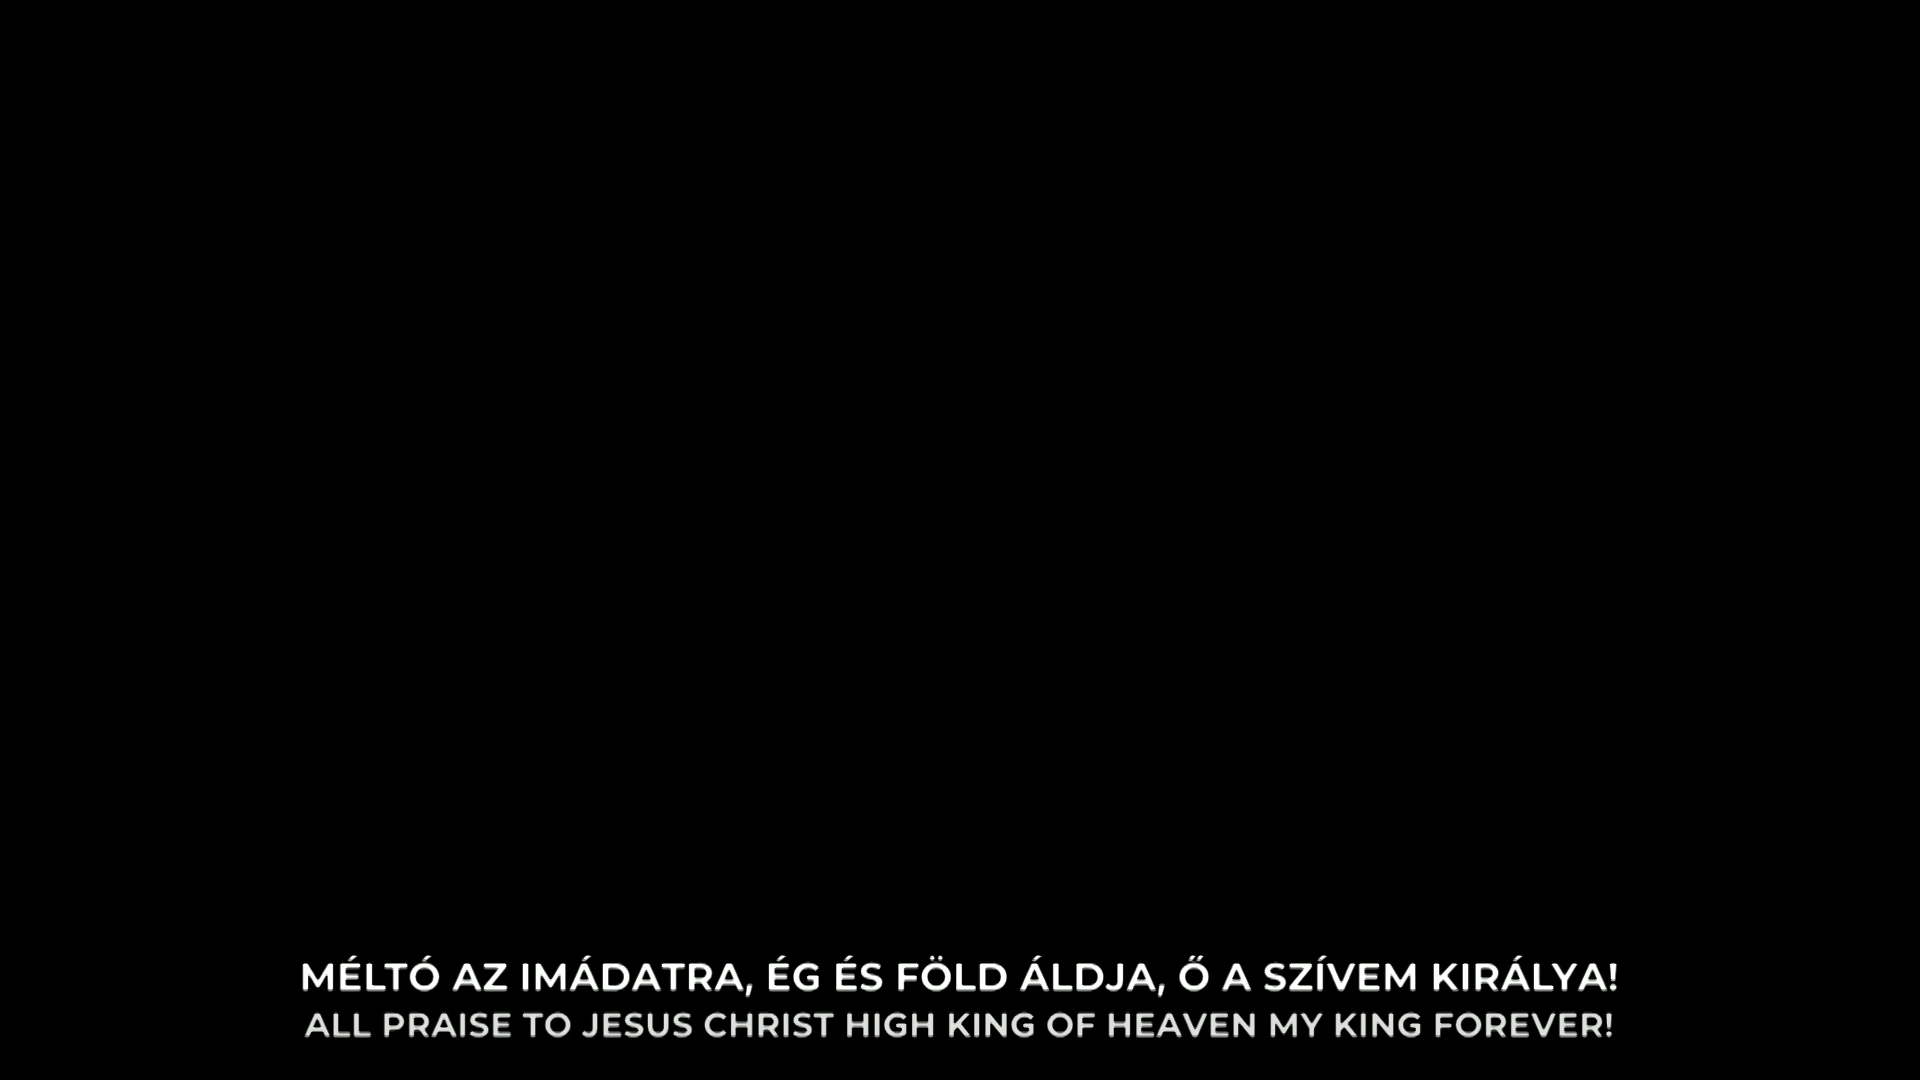 MÉLTÓ AZ IMÁDATRA, ÉG ÉS FÖLD ÁLDJA, Ő A SZÍVEM KIRÁLYA!
ALL PRAISE TO JESUS CHRIST HIGH KING OF HEAVEN MY KING FOREVER!